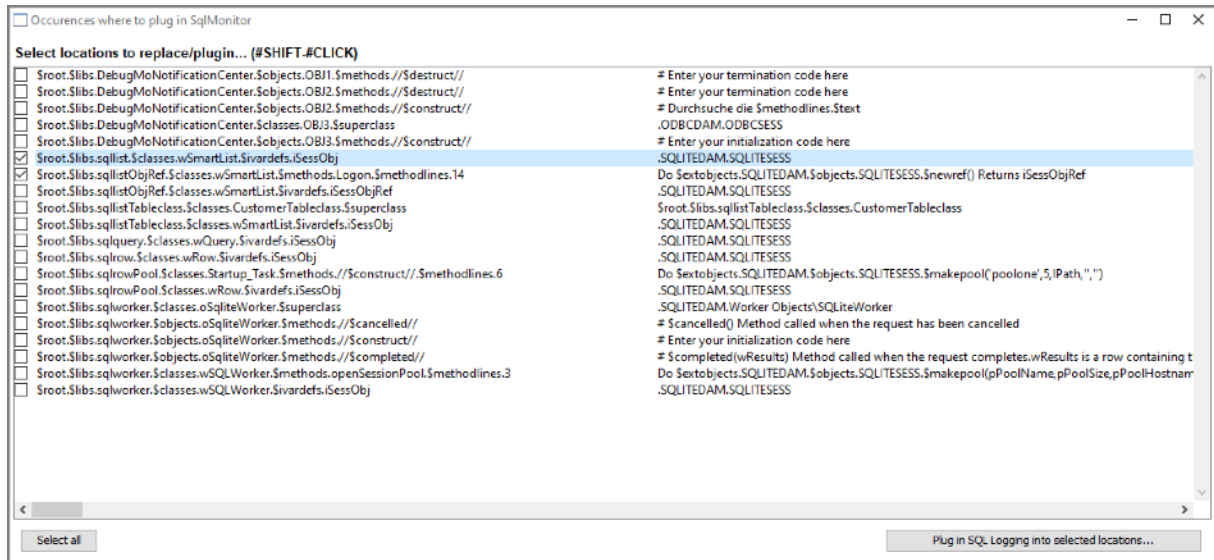 Occurences where to plug in SqlMonitor
Select locations to replace/plugin... (#SHIFT-#CLICK)
$root.$libs.DebugMoNotificationCenter.$objects.OBJ1.$methods.//$destruct// # Enter your termination code here
$root.$libs.DebugMoNotificationCenter.$objects.OBJ2.$methods.//$destruct// # Enter your termination code here
$root.$libs.DebugMoNotificationCenter.$objects.OBJ2.$methods.//$construct// # Durchsuche die $methodlines.$text
$root.$libs.DebugMoNotificationCenter.$classes.OBJ3.$superclass .ODBCDAM.ODBCSESS
$root.$libs.DebugMoNotificationCenter.$objects.OBJ3.$methods.//$construct// # Enter your initialization code here
$root.$libs.sqllist.$classes.wSmartList.$ivardefs.iSessObj .SQLITEDAM.SQLITESESS
$root.$libs.sqllistObjRef.$classes.wSmartList.$methods.Logon.$methodlines.14 Do $extobjects.SQLITEDAM.$objects.SQLITESESS.$newref() Returns iSessObjRef
$root.$libs.sqllistObjRef.$classes.wSmartList.$ivardefs.iSessObjRef .SQLITEDAM.SQLITESESS
$root.$libs.sqllistTableclass.$classes.CustomerTableclass.$superclass $root.$libs.sqllistTableclass.$classes.CustomerTableclass
$root.$libs.sqllistTableclass.$classes.wSmartList.$ivardefs.iSessObj .SQLITEDAM.SQLITESESS
$root.$libs.sqlquery.$classes.wQuery.$ivardefs.iSessObj .SQLITEDAM.SQLITESESS
$root.$libs.sqlrow.$classes.wRow.$ivardefs.iSessObj .SQLITEDAM.SQLITESESS
$root.$libs.sqlrowPool.$classes.Startup_Task.$methods.//$construct//.$methodlines.6 Do $extobjects.SQLITEDAM.$objects.SQLITESESS.$makepool('poolone',5,lPath,'','')
$root.$libs.sqlrowPool.$classes.wRow.$ivardefs.iSessObj .SQLITEDAM.SQLITESESS
$root.$libs.sqlworker.$classes.oSqliteWorker.$superclass .SQLITEDAM.Worker Objects\SQLiteWorker
$root.$libs.sqlworker.$objects.oSqliteWorker.$methods.//$cancelled// # $cancelled() Method called when the request has been cancelled
$root.$libs.sqlworker.$objects.oSqliteWorker.$methods.//$construct// # Enter your initialization code here
$root.$libs.sqlworker.$objects.oSqliteWorker.$methods.//$completed// # $completed(wResults) Method called when the request completes.wResults is a row containing t
$root.$libs.sqlworker.$classes.wSQLWorker.$methods.openSessionPool.$methodlines.3 Do $extobjects.SQLITEDAM.$objects.SQLITESESS.$makepool(pPoolName,pPoolSize,pPoolHostnam
$root.$libs.sqlworker.$classes.wSQLWorker.$ivardefs.iSessObj .SQLITEDAM.SQLITESESS
Select all Plug in SQL Logging into selected locations...